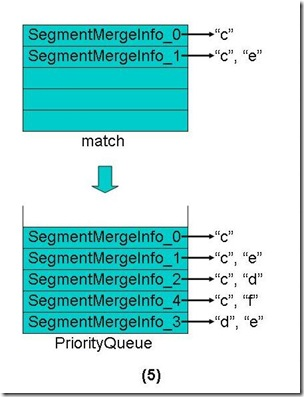 SegmentMergeInfo_0 “c”
SegmentMergeInfo_1 “c”, “e”
match
SegmentMergeInfo_0 “c”
SegmentMergeInfo_1 “c”, “e”
SegmentMergeInfo_2 “c”, “d”
SegmentMergeInfo_4 “c”, “f”
SegmentMergeInfo_3 “d”, “e”
PriorityQueue
(5)